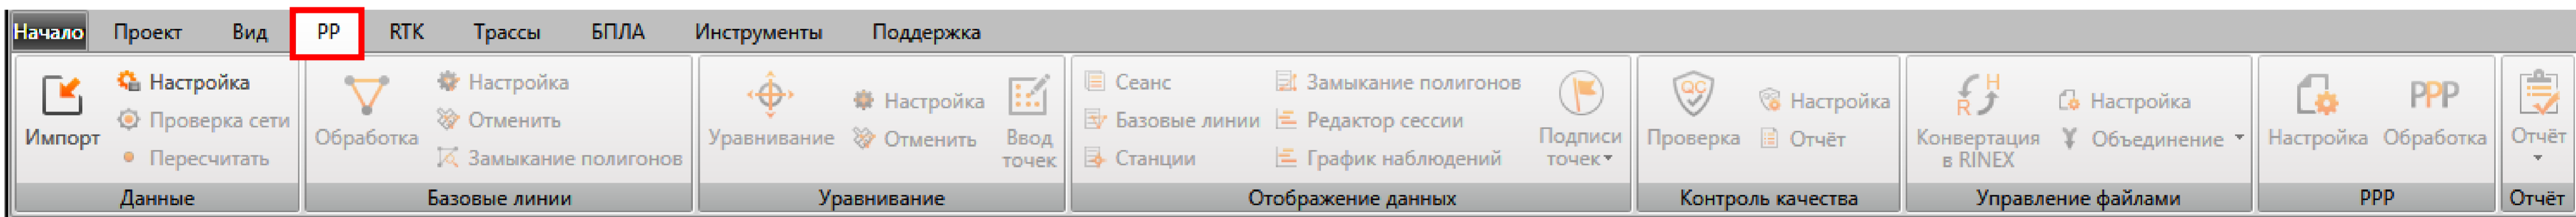 Начало Проект Вид PP RTK Трассы БПЛА Инструменты Поддержка
Импорт
Настройка
Проверка сети
Пересчитать
Данные
Обработка
Настройка
Отменить
Замыкание полигонов
Базовые линии
Уравнивание
Настройка
Отменить
Ввод
точек
Уравнивание
Сеанс
Базовые линии
Станции
Замыкание полигонов
Редактор сессии
График наблюдений
Подписи
точек
Отображение данных
QC
Проверка
Настройка
Отчёт
Контроль качества
R H
Конвертация
в RINEX
Настройка
Объединение
Управление файлами
Настройка
PPP
Обработка
PPP
Отчёт
Отчёт